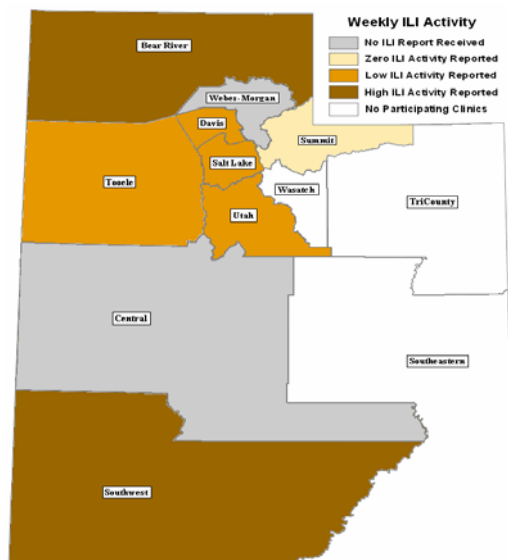 Weekly ILI Activity
No ILI Report Received
Zero ILI Activity Reported
Low ILI Activity Reported
High ILI Activity Reported
No Participating Clinics
Bear River
Weber-Morgan
Davis
Summit
Salt Lake
Tooele
Wasatch
TriCounty
Utah
Central
Southeastern
Southwest